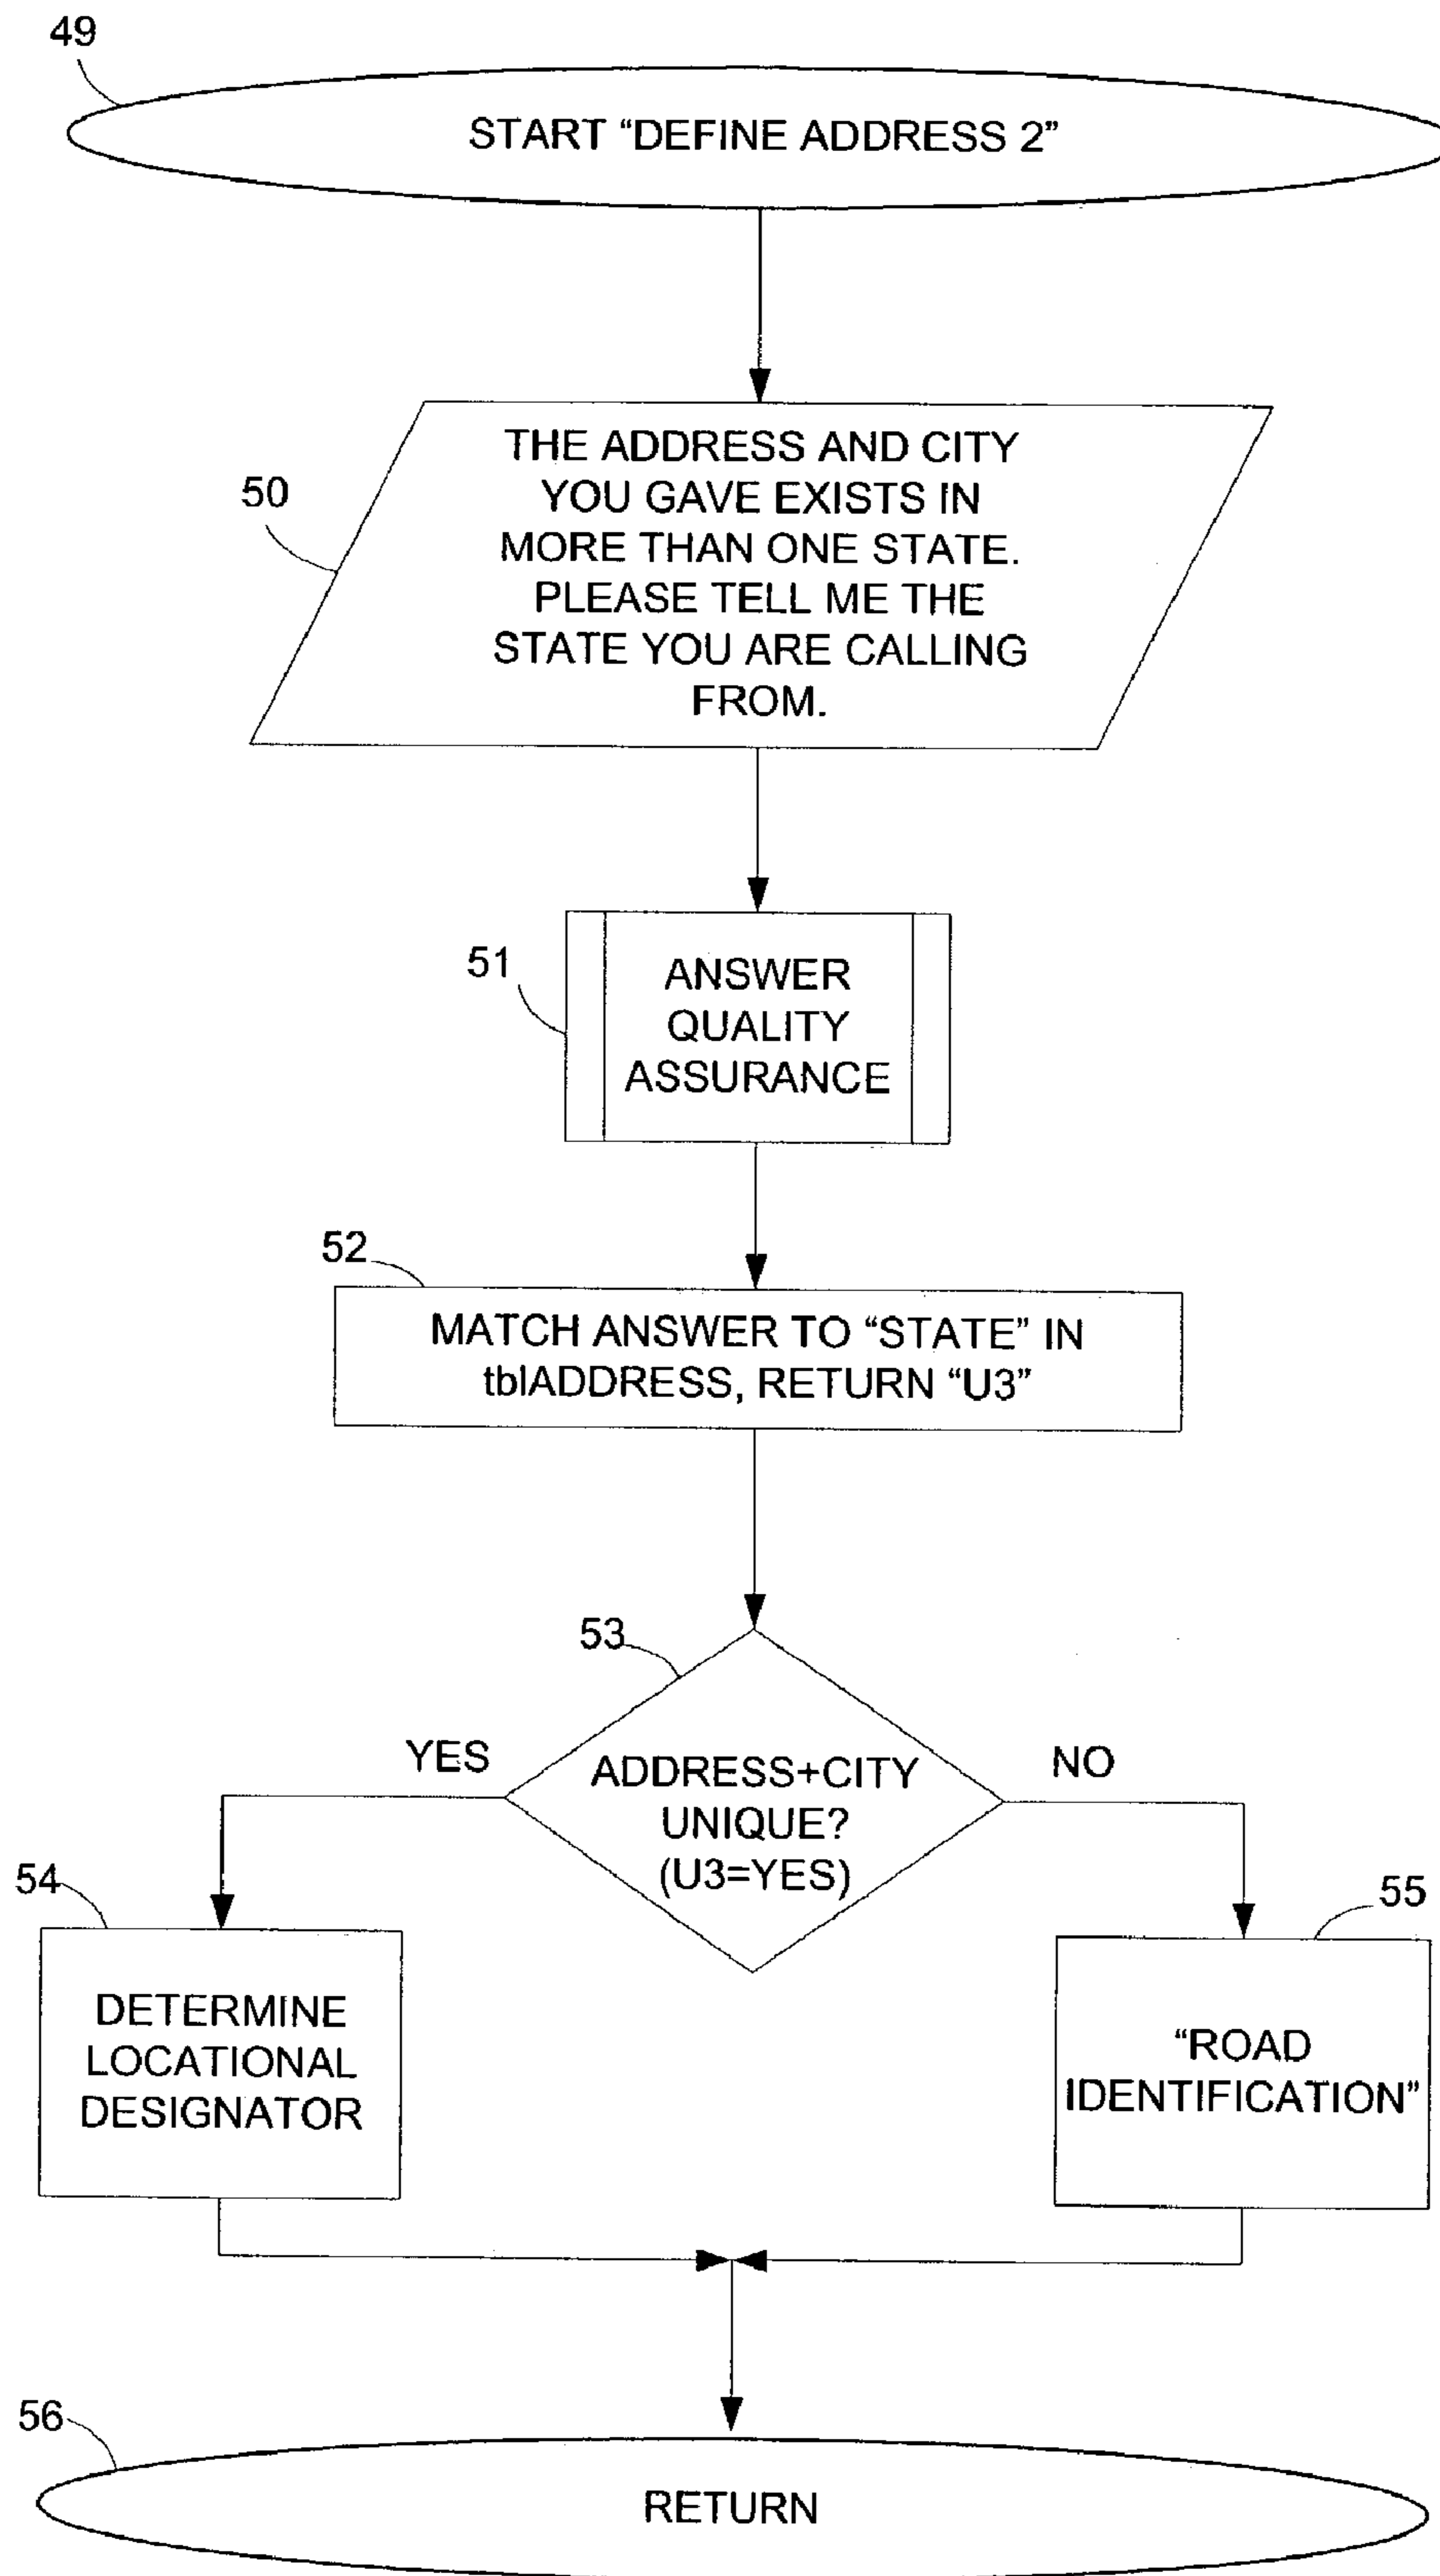 49
START “DEFINE ADDRESS 2”
50
THE ADDRESS AND CITY
YOU GAVE EXISTS IN
MORE THAN ONE STATE.
PLEASE TELL ME THE
STATE YOU ARE CALLING
FROM.
51
ANSWER
QUALITY
ASSURANCE
52
MATCH ANSWER TO “STATE” IN
tblADDRESS, RETURN “U3”
53
YES
ADDRESS+CITY
UNIQUE?
(U3=YES)
NO
54
DETERMINE
LOCATIONAL
DESIGNATOR
55
“ROAD
IDENTIFICATION”
56
RETURN